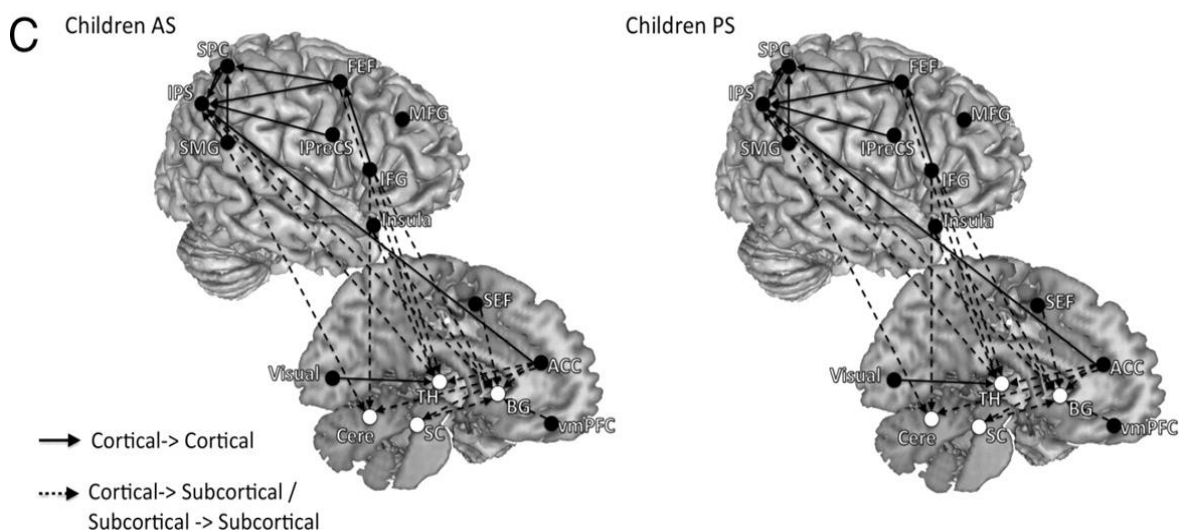 C
Children AS
Children PS
SPC
FEF
IPS
MFG
SMG
IPreCS
IFG
Insula
SEF
ACC
Visual
TH
BG
Cere
SC
vmPFC
SPC
FEF
IPS
MFG
SMG
IPreCS
IFG
Insula
SEF
ACC
Visual
TH
BG
Cere
SC
vmPFC
Cortical-> Cortical
Cortical-> Subcortical /
Subcortical -> Subcortical